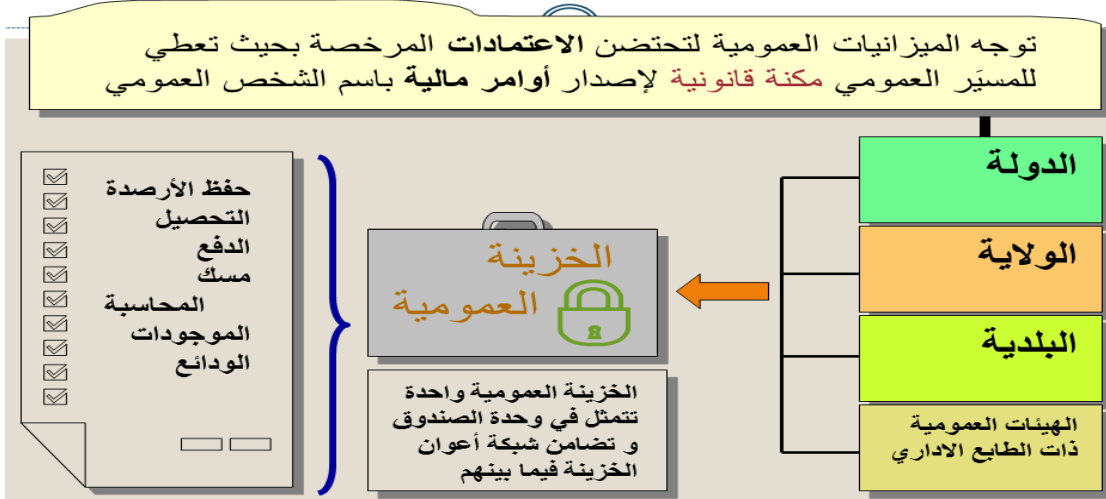 توجه الميزانيات العمومية لتحتضن الاعتمادات المرخصة بحيث تعطي
للمسيَر العمومي مكنة قانونية لإصدار أوامر مالية باسم الشخص العمومي
الدولة
الولاية
البلدية
الهيئات العمومية
ذات الطابع الاداري
الخزينة
العمومية
8
الخزينة العمومية واحدة
تتمثل في وحدة الصندوق
و تضامن شبكة أعوان
الخزينة فيما بينهم
حفظ الأرصدة
التحصيل
الدفع
مسك
المحاسبة
الموجودات
الودائع